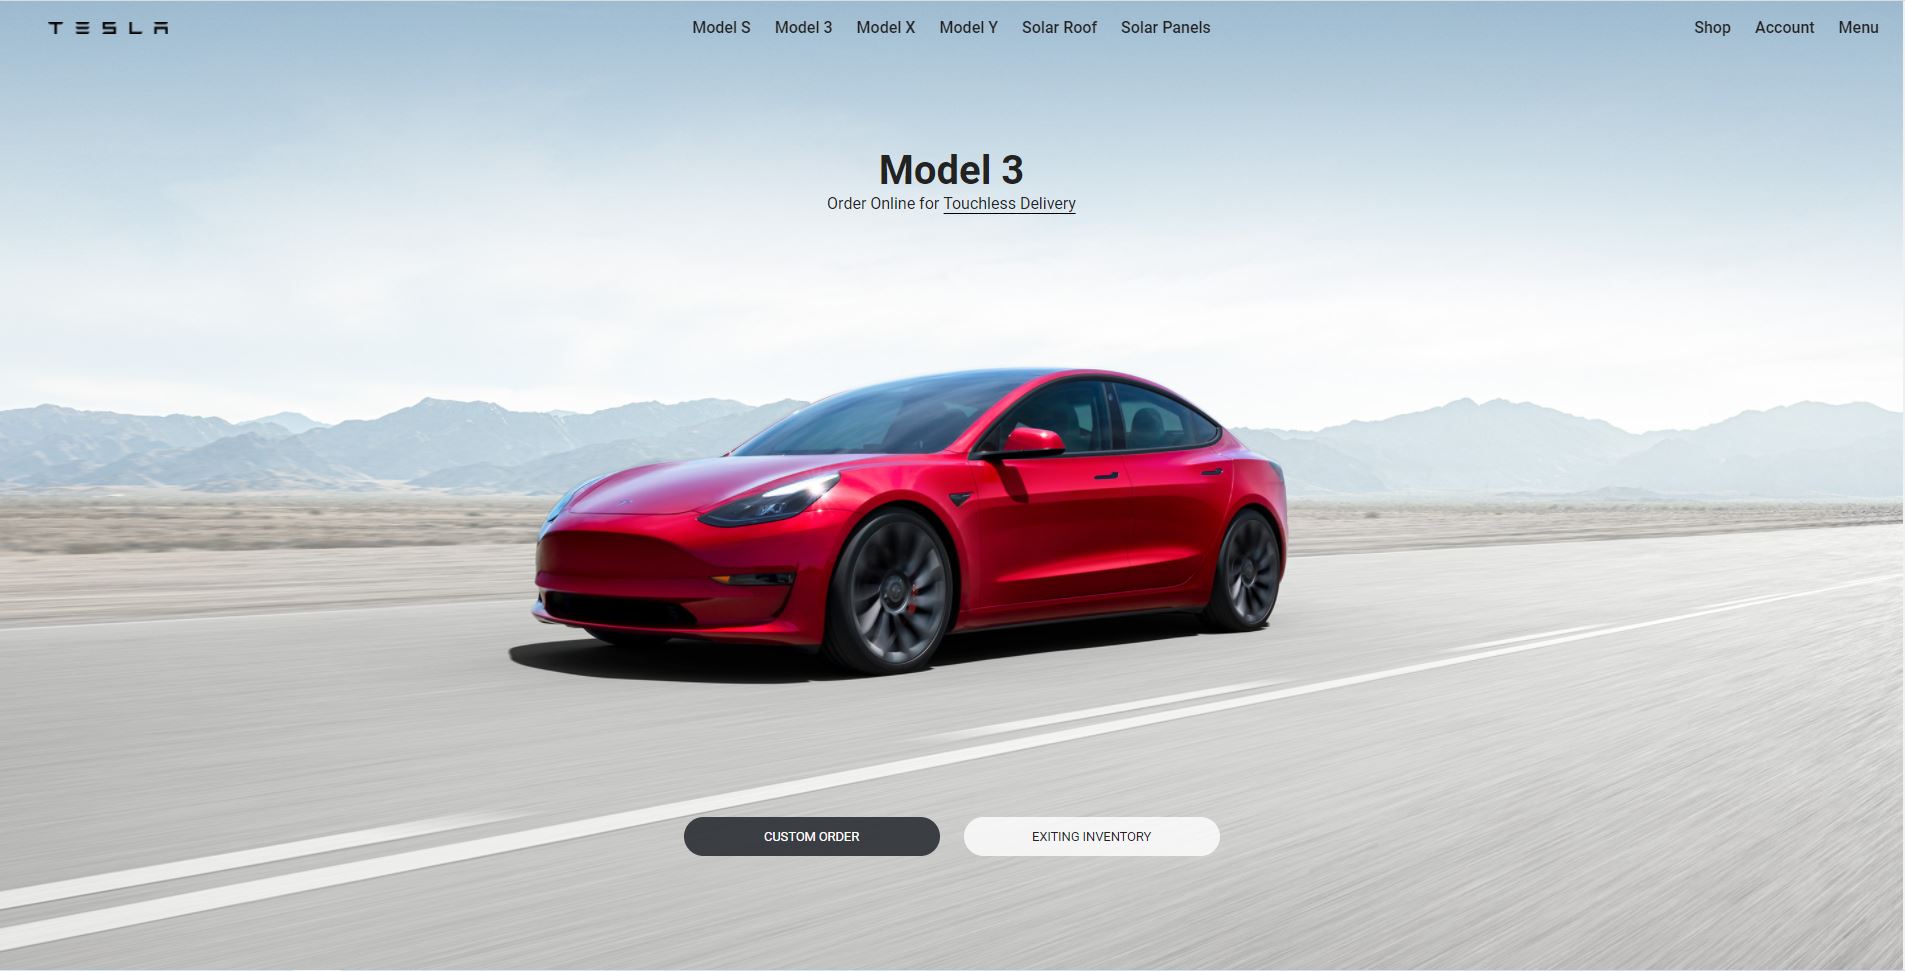 TESLA
Model S Model 3 Model X Model Y Solar Roof Solar Panels
Shop Account Menu
Model 3
Order Online for Touchless Delivery
CUSTOM ORDER
EXITING INVENTORY